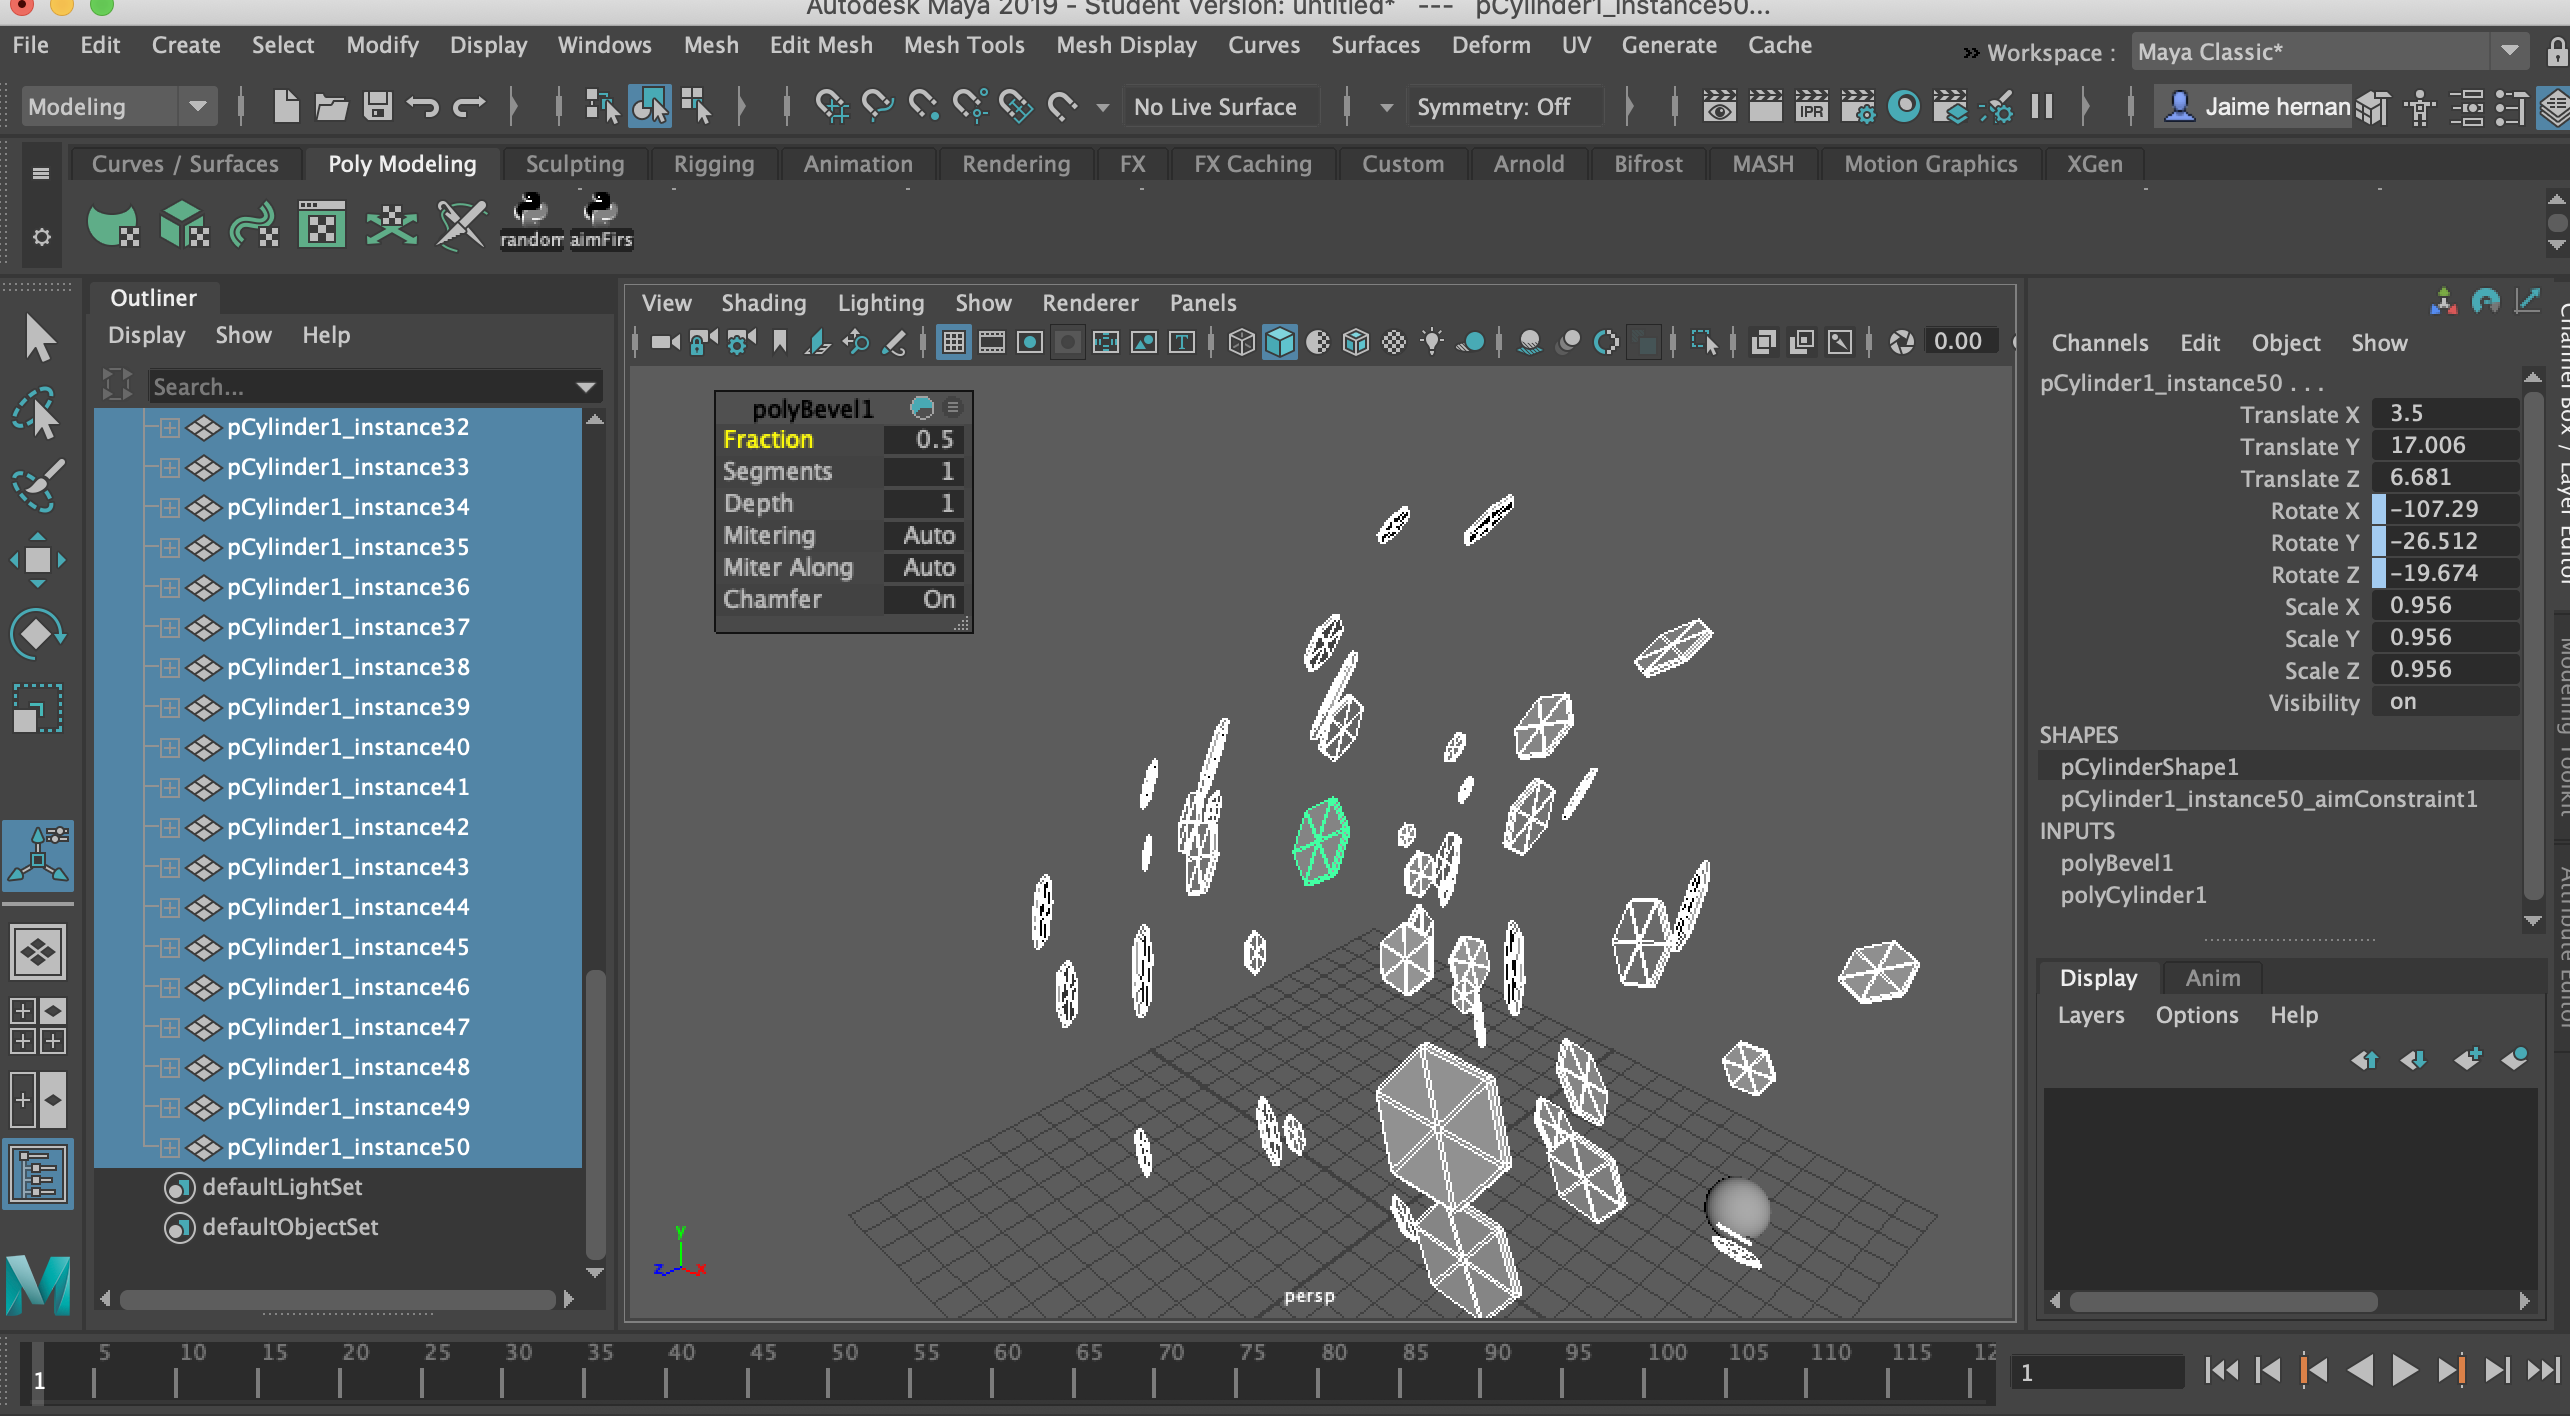 Autodesk Maya 2019 - Student Version: untitled* --- pCylinder1_instance50...
File Edit Create Select Modify Display Windows Mesh Edit Mesh Mesh Tools Mesh Display Curves Surfaces Deform UV Generate Cache
» Workspace : Maya Classic*
Modeling No Live Surface Symmetry: Off IPR Jaime hernan
Curves / Surfaces Poly Modeling Sculpting Rigging Animation Rendering FX FX Caching Custom Arnold Bifrost MASH Motion Graphics XGen
random aimFirs
Outliner
Display Show Help
Search...
pCylinder1_instance32
pCylinder1_instance33
pCylinder1_instance34
pCylinder1_instance35
pCylinder1_instance36
pCylinder1_instance37
pCylinder1_instance38
pCylinder1_instance39
pCylinder1_instance40
pCylinder1_instance41
pCylinder1_instance42
pCylinder1_instance43
pCylinder1_instance44
pCylinder1_instance45
pCylinder1_instance46
pCylinder1_instance47
pCylinder1_instance48
pCylinder1_instance49
pCylinder1_instance50
defaultLightSet
defaultObjectSet
View Shading Lighting Show Renderer Panels
0.00
polyBevel1
Fraction 0.5
Segments 1
Depth 1
Mitering Auto
Miter Along Auto
Chamfer On
y
z x
persp
Channels Edit Object Show
pCylinder1_instance50 . . .
Translate X 3.5
Translate Y 17.006
Translate Z 6.681
Rotate X -107.29
Rotate Y -26.512
Rotate Z -19.674
Scale X 0.956
Scale Y 0.956
Scale Z 0.956
Visibility on
SHAPES
pCylinderShape1
pCylinder1_instance50_aimConstraint1
INPUTS
polyBevel1
polyCylinder1
Display Anim
Layers Options Help
Channel Box / Layer Editor
Modeling Toolkit
Attribute Editor
5 10 15 20 25 30 35 40 45 50 55 60 65 70 75 80 85 90 95 100 105 110 115 12
1
1